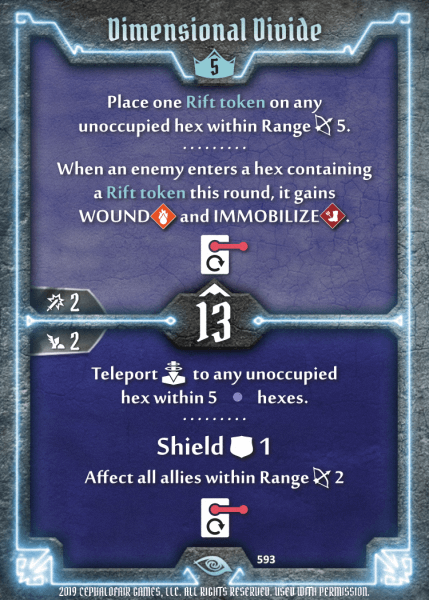 Dimensional Divide
5
Place one Rift token on any
unoccupied hex within Range 5.
When an enemy enters a hex containing
a Rift token this round, it gains
WOUND and IMMOBILIZE.
2
13
2
Teleport to any unoccupied
hex within 5 hexes.
Shield 1
Affect all allies within Range 2
593
2019 CEPHALOFAIR GAMES, LLC. ALL RIGHTS RESERVED. USED WITH PERMISSION.